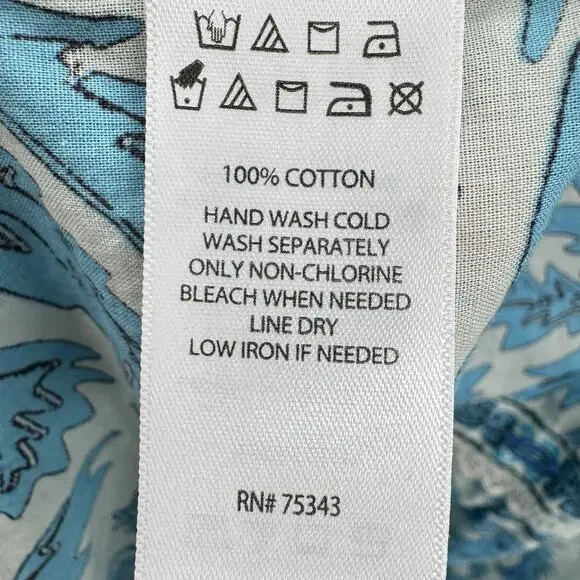 100% COTTON
HAND WASH COLD
WASH SEPARATELY
ONLY NON-CHLORINE
BLEACH WHEN NEEDED
LINE DRY
LOW IRON IF NEEDED
RN# 75343